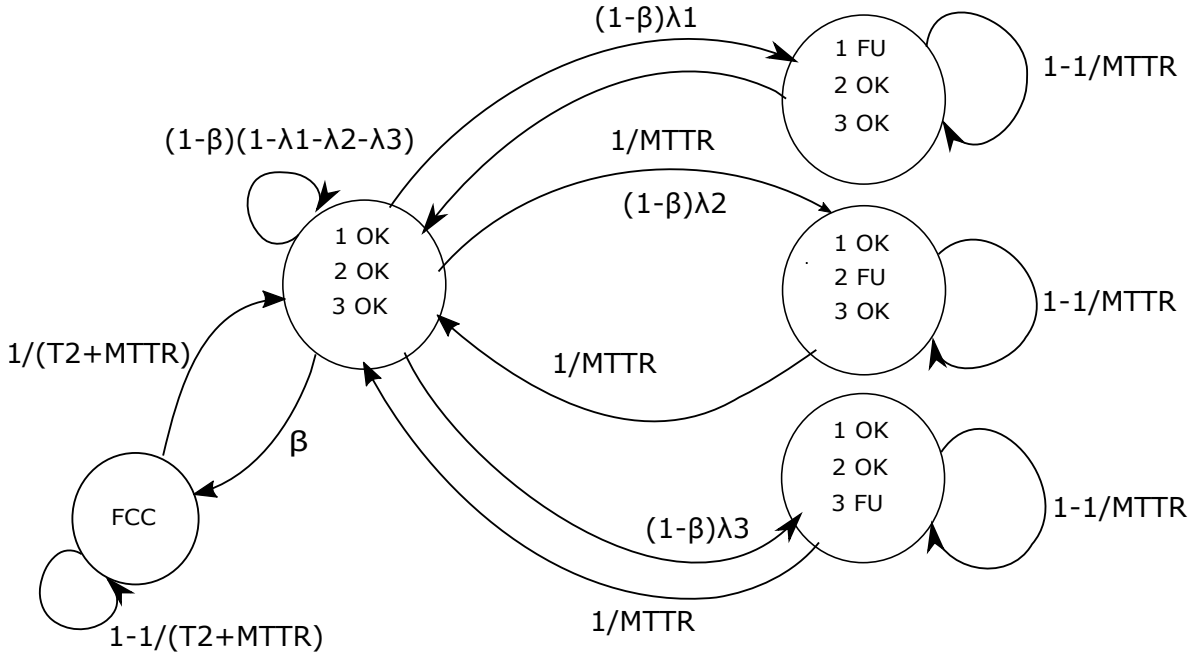 (1-β)λ1
1 FU
2 OK
3 OK
1-1/MTTR
(1-β)(1-λ1-λ2-λ3)
1/MTTR
(1-β)λ2
1 OK
2 OK
3 OK
1 OK
2 FU
3 OK
1-1/MTTR
1/(T2+MTTR)
1/MTTR
β
1 OK
2 OK
3 FU
1-1/MTTR
FCC
(1-β)λ3
1/MTTR
1-1/(T2+MTTR)